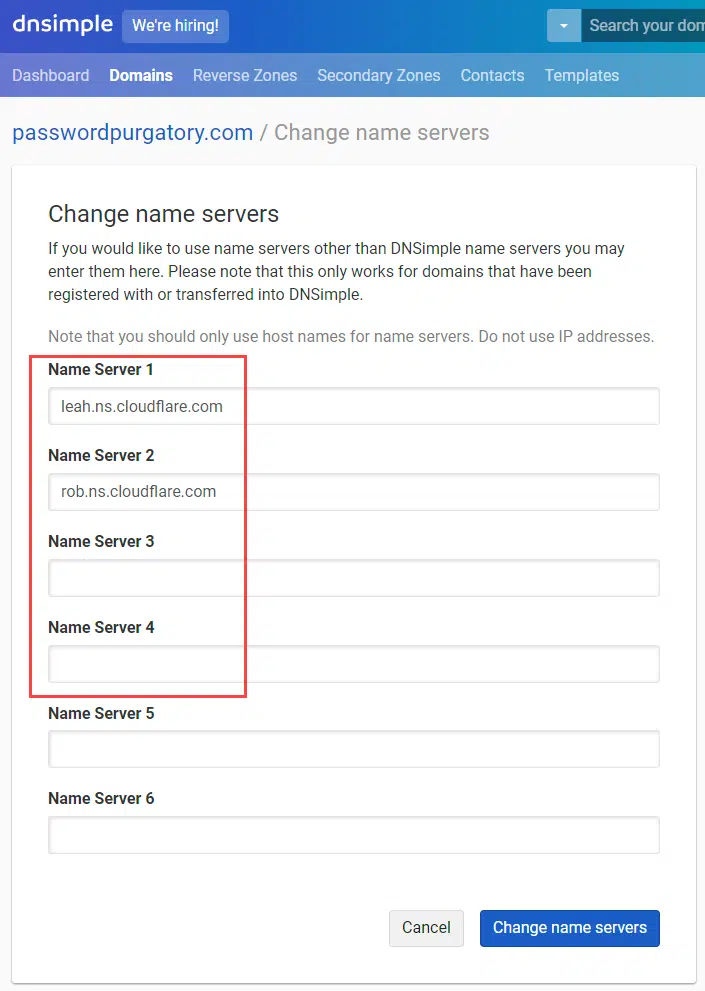 dnsimple We're hiring! Search your dom
Dashboard Domains Reverse Zones Secondary Zones Contacts Templates
passwordpurgatory.com / Change name servers
Change name servers
If you would like to use name servers other than DNSimple name servers you may
enter them here. Please note that this only works for domains that have been
registered with or transferred into DNSimple.
Note that you should only use host names for name servers. Do not use IP addresses.
Name Server 1
leah.ns.cloudflare.com
Name Server 2
rob.ns.cloudflare.com
Name Server 3
Name Server 4
Name Server 5
Name Server 6
Cancel Change name servers